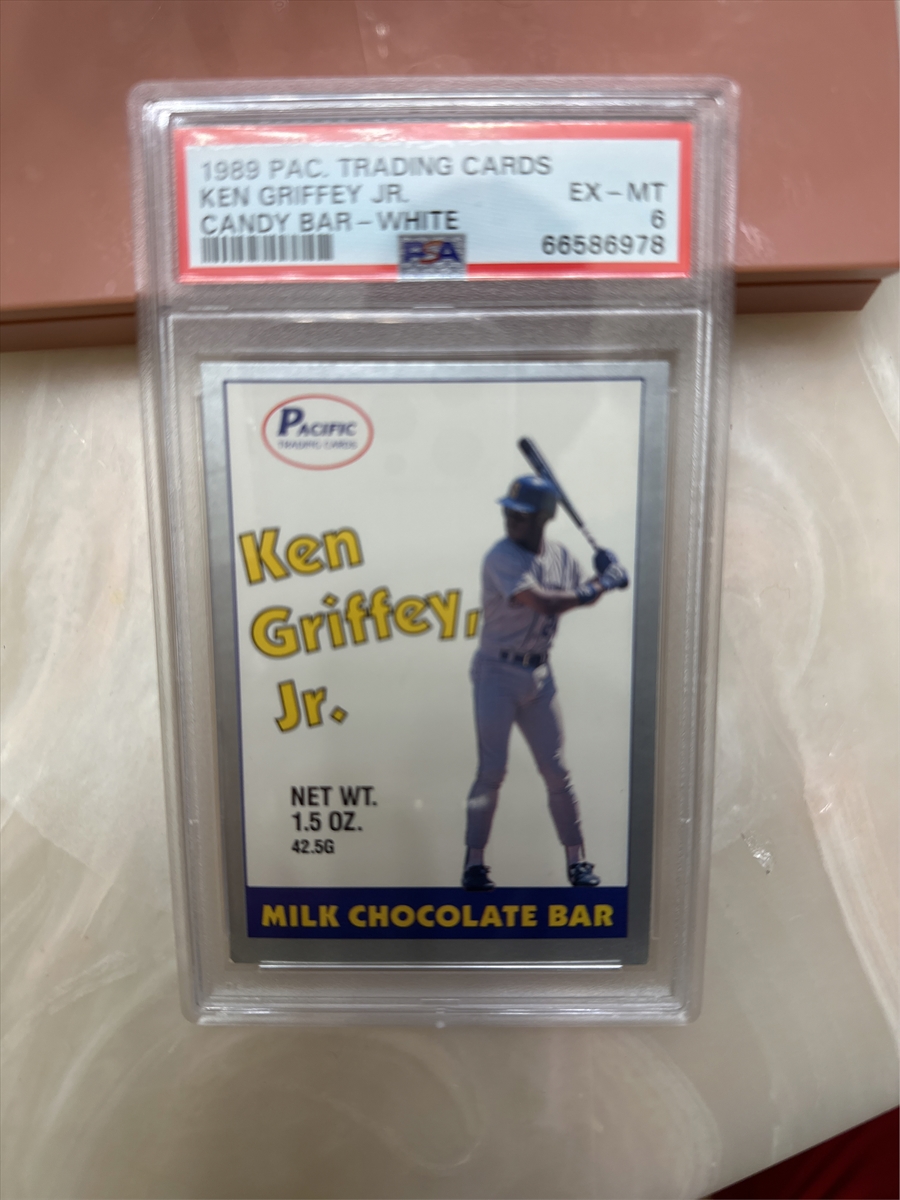 1989 PAC. TRADING CARDS
KEN GRIFFEY JR. EX - MT
CANDY BAR - WHITE 6
PSA 66586978
PACIFIC
TRADING CARDS
Ken
Griffey,
Jr.
NET WT.
1.5 OZ.
42.5G
MILK CHOCOLATE BAR